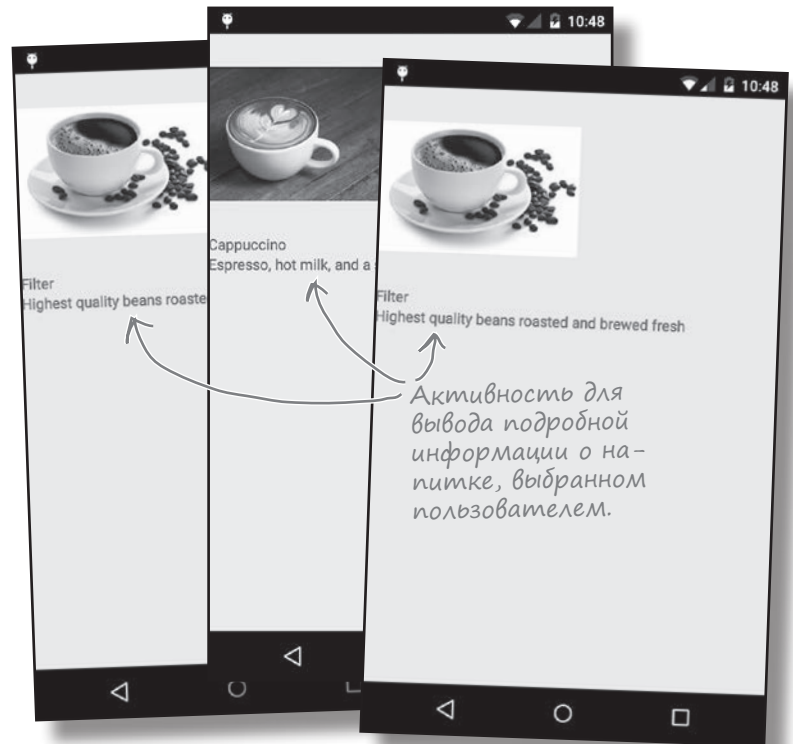 10:48
10:48
Filter
Highest quality beans roaste
Cappuccino
Espresso, hot milk, and a s
Filter
Highest quality beans roasted and brewed fresh
Активность для
вывода подробной
информации о на-
питке, выбранном
пользователем.